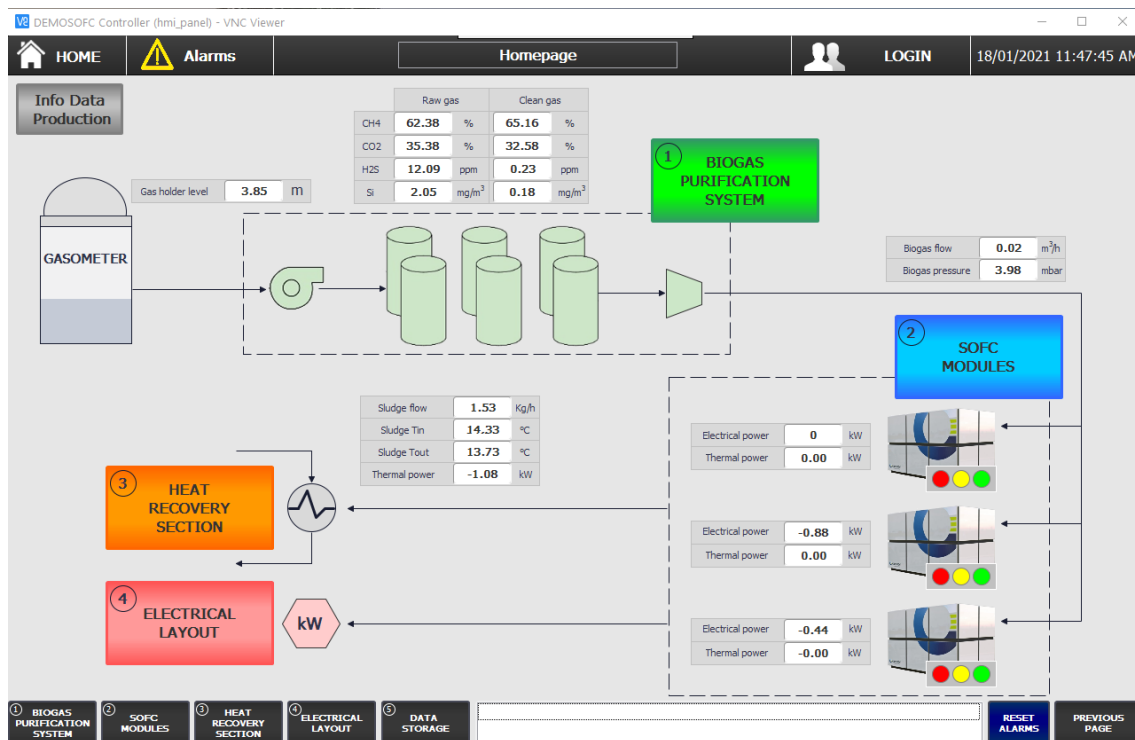 DEMOSOFC Controller (hmi_panel) - VNC Viewer
HOME
Alarms
Homepage
LOGIN
18/01/2021 11:47:45 AM
Info Data
Production
Raw gas Clean gas
CH4 62.38 % 65.16 %
CO2 35.38 % 32.58 %
H2S 12.09 ppm 0.23 ppm
Si 2.05 mg/m³ 0.18 mg/m³
1
BIOGAS
PURIFICATION
SYSTEM
Gas holder level 3.85 m
GASOMETER
Biogas flow 0.02 m³/h
Biogas pressure 3.98 mbar
2
SOFC
MODULES
Sludge flow 1.53 Kg/h
Sludge Tin 14.33 °C
Sludge Tout 13.73 °C
Thermal power -1.08 kW
Electrical power 0 kW
Thermal power 0.00 kW
3
HEAT
RECOVERY
SECTION
Electrical power -0.88 kW
Thermal power 0.00 kW
4
ELECTRICAL
LAYOUT
kW
Electrical power -0.44 kW
Thermal power -0.00 kW
1 BIOGAS
PURIFICATION
SYSTEM
2 SOFC
MODULES
3 HEAT
RECOVERY
SECTION
4 ELECTRICAL
LAYOUT
5 DATA
STORAGE
RESET
ALARMS
PREVIOUS
PAGE